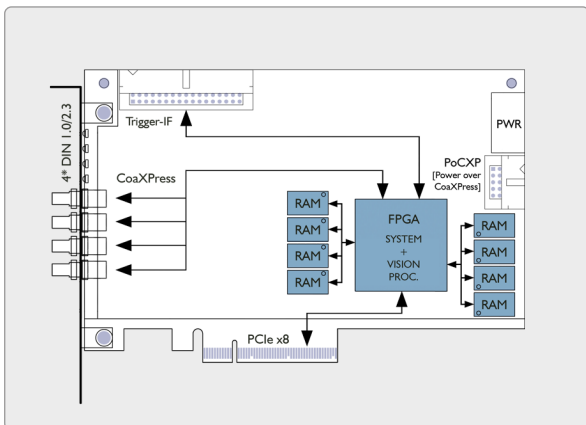 4* DIN 1.0/2.3
Trigger-IF
PWR
PoCXP
[Power over
CoaXPress]
CoaXPress
RAM
RAM
RAM
RAM
FPGA
SYSTEM
+
VISION
PROC.
RAM
RAM
RAM
RAM
PCIe x8